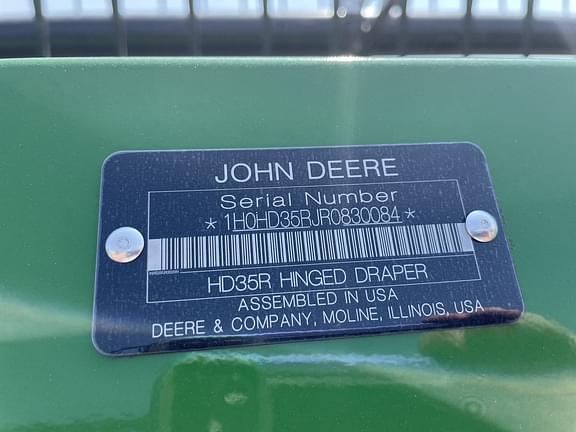 JOHN DEERE
Serial Number
*1H0HD35RJR0830084*
HD35R HINGED DRAPER
ASSEMBLED IN USA
DEERE & COMPANY, MOLINE, ILLINOIS, USA